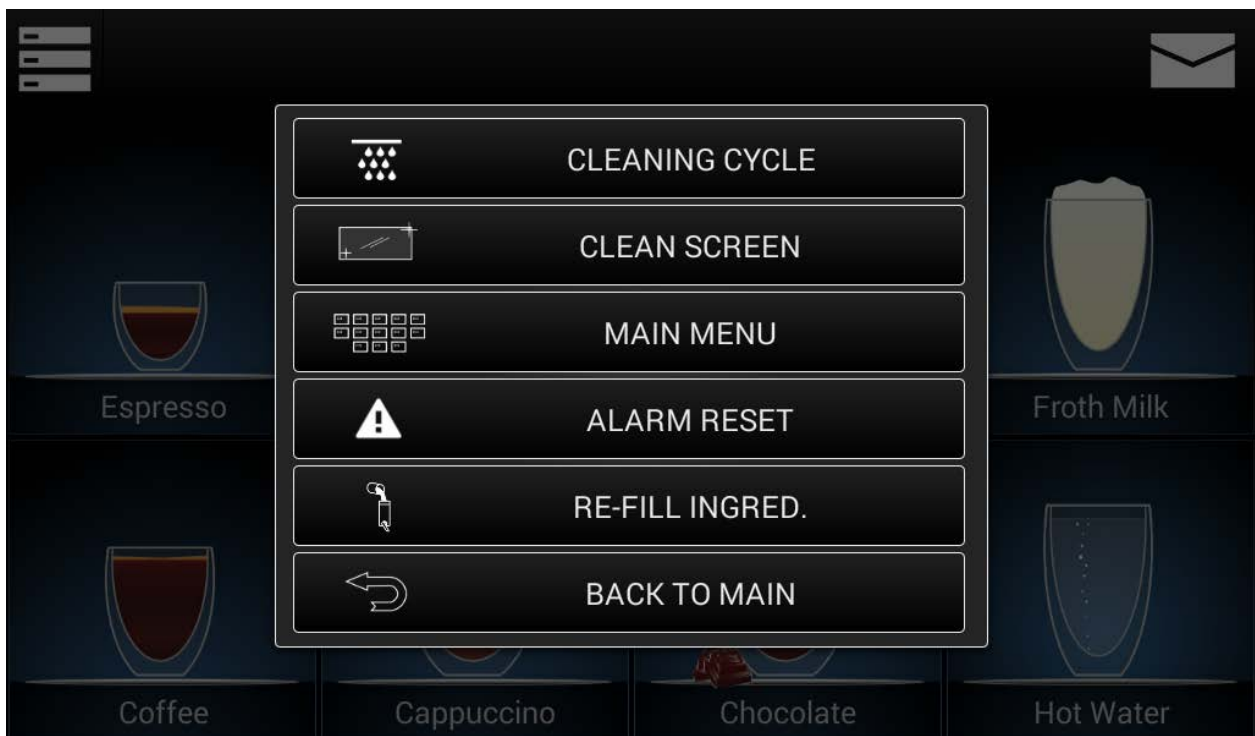 CLEANING CYCLE
CLEAN SCREEN
MAIN MENU
Espresso
Froth Milk
ALARM RESET
RE-FILL INGRED.
BACK TO MAIN
Coffee
Cappuccino
Chocolate
Hot Water